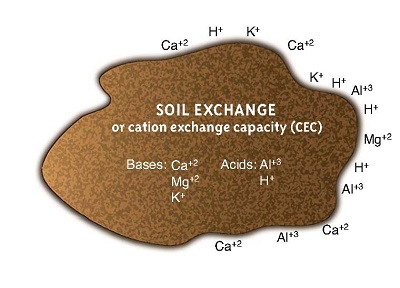 H+ K+
Ca+2 Ca+2
K+ H+ Al+3
H+
SOIL EXCHANGE
or cation exchange capacity (CEC)
Mg+2
Bases: Ca+2 Acids: Al+3
H+
Mg+2 H+
Al+3
K+
Ca+2
Al+3
Ca+2